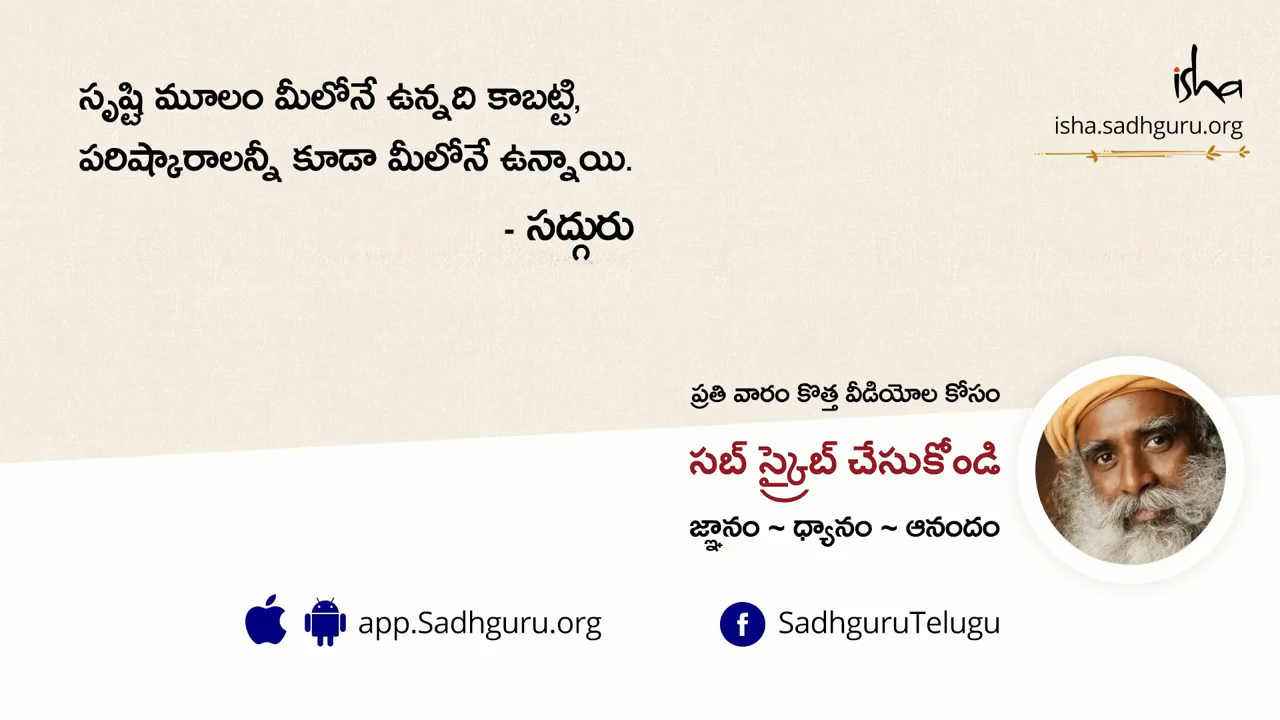 సృష్టి మూలం మీలోనే ఉన్నది కాబట్టి,
పరిష్కారాలన్నీ కూడా మీలోనే ఉన్నాయి.
- సద్గురు
isha
isha.sadhguru.org
ప్రతి వారం కొత్త వీడియోల కోసం
సబ్ స్క్రైబ్ చేసుకోండి
జ్ఞానం ~ ధ్యానం ~ ఆనందం
app.Sadhguru.org
f SadhguruTelugu